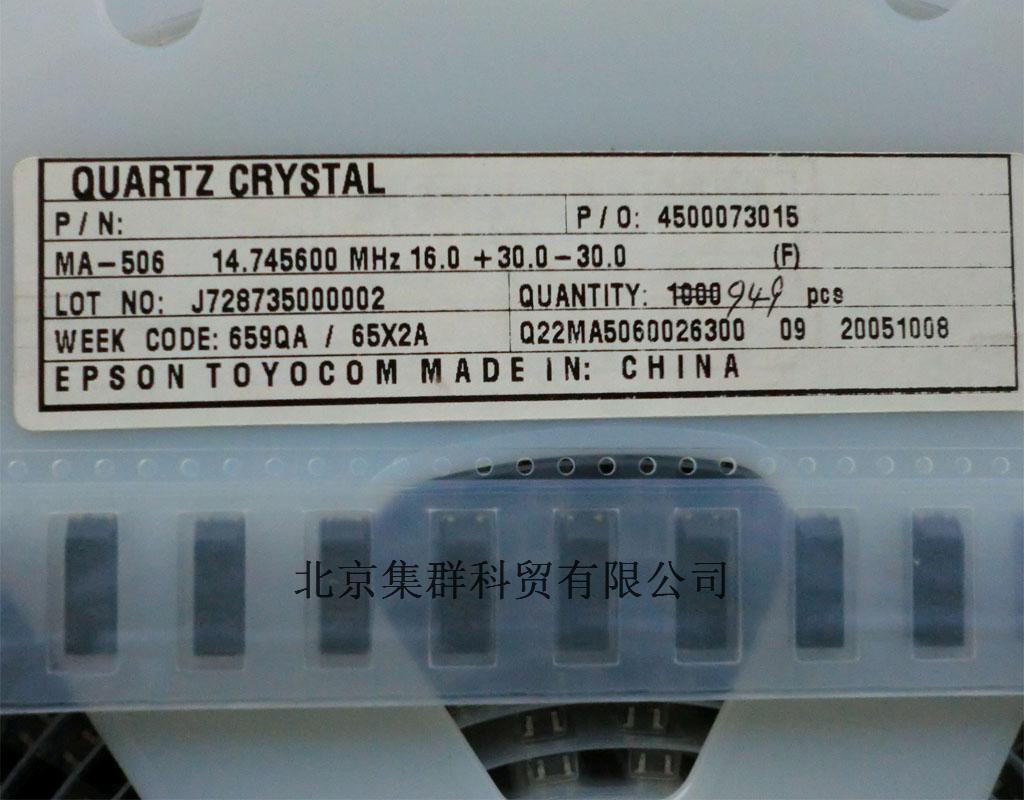 QUARTZ CRYSTAL
P/N: P/O: 4500073015
MA-506 14.745600 MHz 16.0 +30.0-30.0 (F)
LOT NO: J728735000002 QUANTITY: 1000 949 pcs
WEEK CODE: 659QA / 65X2A Q22MA5060026300 09 20051008
EPSON TOYOCOM MADE IN: CHINA
北京集群科贸有限公司